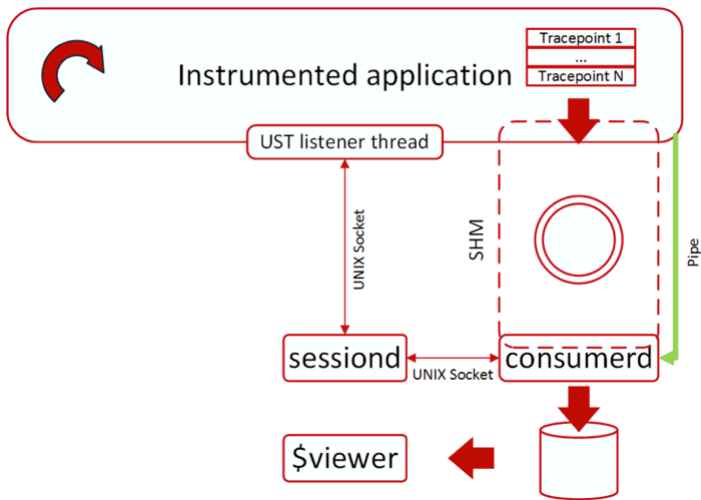 Tracepoint 1
...
Tracepoint N
Instrumented application
UST listener thread
UNIX Socket
SHM
Pipe
sessiond
UNIX Socket
consumerd
$viewer